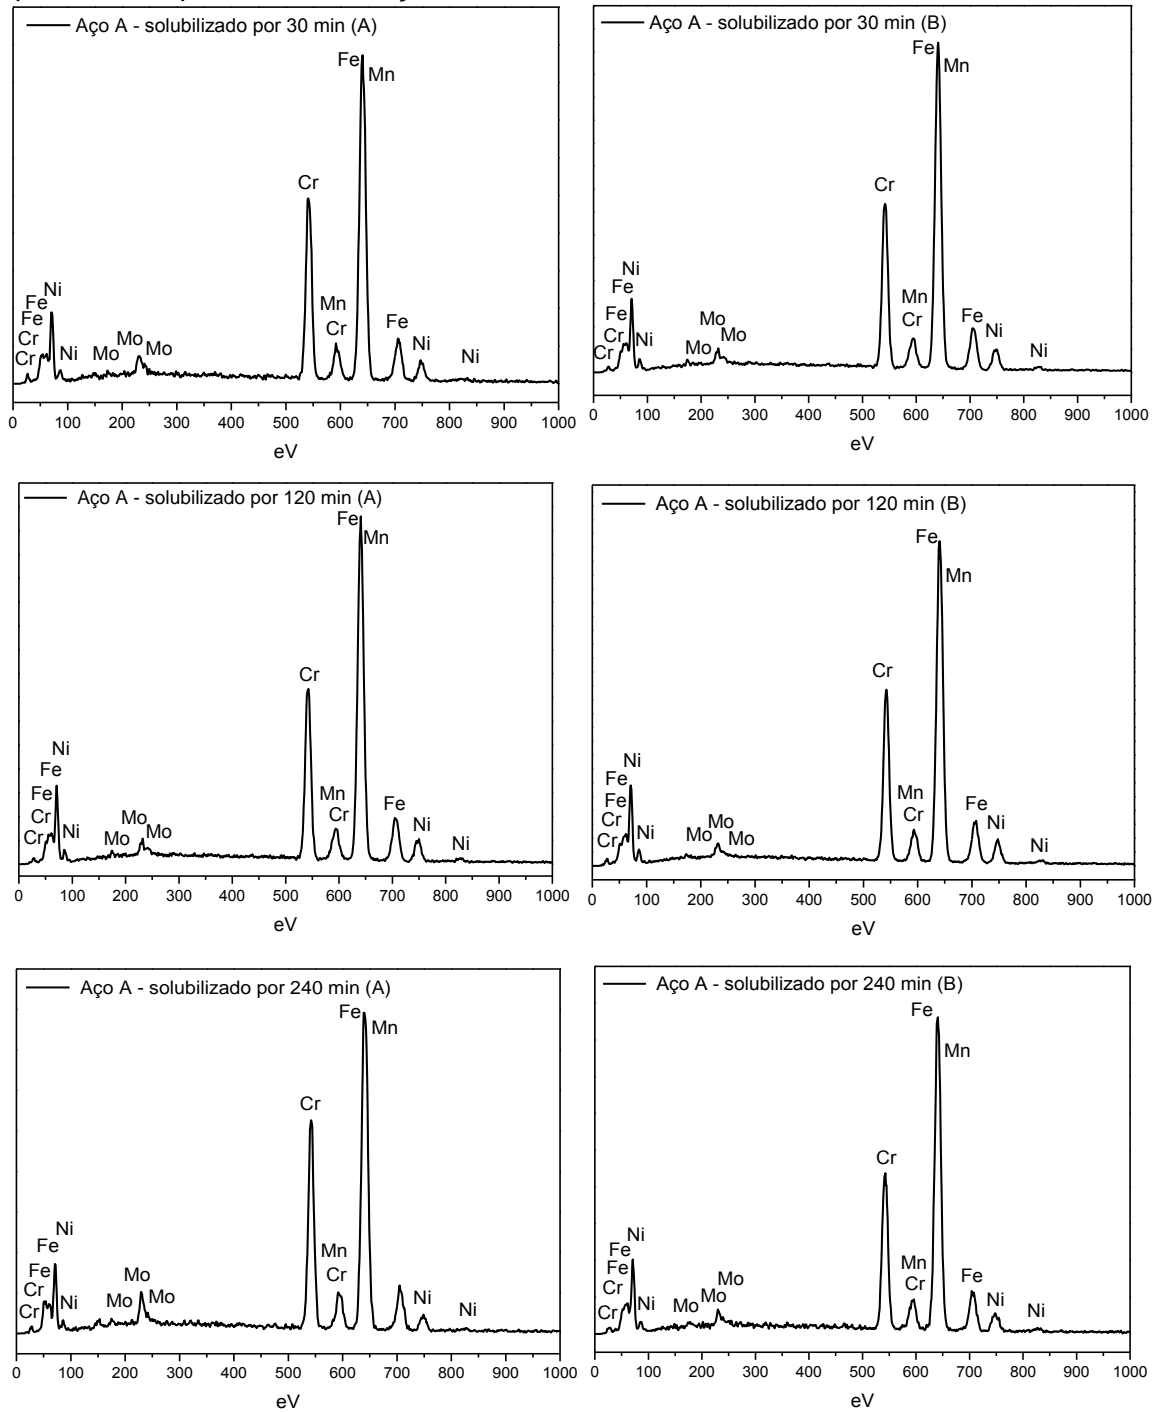 Aço A - solubilizado por 30 min (A)
Fe
Mn
Cr
Ni
Fe
Fe
Cr
Cr
Ni
Mo
Mo
Mo
Mn
Cr
Fe
Ni
Ni
0 100 200 300 400 500 600 700 800 900 1000
eV
Aço A - solubilizado por 30 min (B)
Fe
Mn
Cr
Ni
Fe
Fe
Cr
Cr
Ni
Mo
Mo
Mo
Mn
Cr
Fe
Ni
Ni
0 100 200 300 400 500 600 700 800 900 1000
eV
Aço A - solubilizado por 120 min (A)
Fe
Mn
Cr
Ni
Fe
Fe
Cr
Cr
Ni
Mo
Mo
Mo
Mn
Cr
Fe
Ni
Ni
0 100 200 300 400 500 600 700 800 900 1000
eV
Aço A - solubilizado por 120 min (B)
Fe
Mn
Cr
Ni
Fe
Fe
Cr
Cr
Ni
Mo
Mo
Mo
Mn
Cr
Fe
Ni
Ni
0 100 200 300 400 500 600 700 800 900 1000
eV
Aço A - solubilizado por 240 min (A)
Fe
Mn
Cr
Ni
Fe
Fe
Cr
Cr
Ni
Mo
Mo
Mo
Mn
Cr
Ni
Ni
0 100 200 300 400 500 600 700 800 900 1000
eV
Aço A - solubilizado por 240 min (B)
Fe
Mn
Cr
Ni
Fe
Fe
Cr
Cr
Ni
Mo
Mo
Mo
Mn
Cr
Fe
Ni
Ni
0 100 200 300 400 500 600 700 800 900 1000
eV